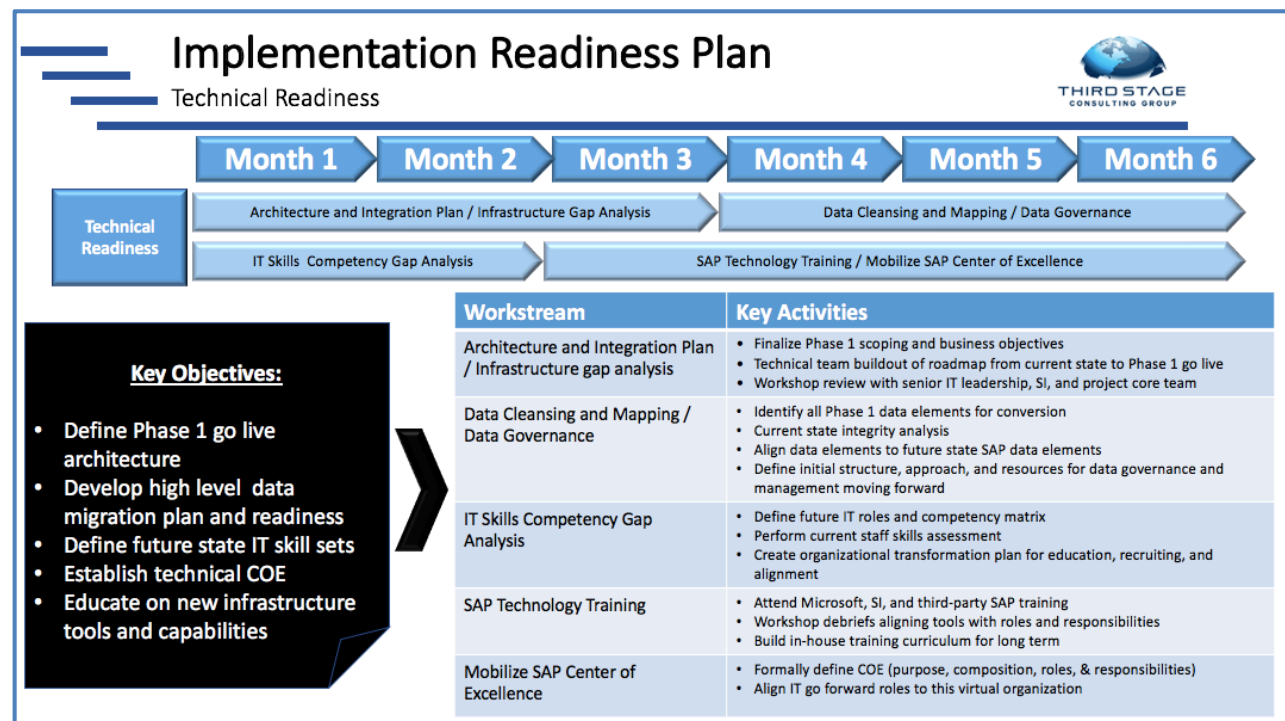 Implementation Readiness Plan
Technical Readiness
THIRD STAGE
CONSULTING GROUP
Month 1
Month 2
Month 3
Month 4
Month 5
Month 6
Technical
Readiness
Architecture and Integration Plan / Infrastructure Gap Analysis
Data Cleansing and Mapping / Data Governance
IT Skills  Competency Gap Analysis
SAP Technology Training / Mobilize SAP Center of Excellence
Key Objectives:
• Define Phase 1 go live
architecture
• Develop high level  data
migration plan and readiness
• Define future state IT skill sets
• Establish technical COE
• Educate on new infrastructure
tools and capabilities
Workstream
Key Activities
Architecture and Integration Plan
/ Infrastructure gap analysis
• Finalize Phase 1 scoping and business objectives
• Technical team buildout of roadmap from current state to Phase 1 go live
• Workshop review with senior IT leadership, SI, and project core team
Data Cleansing and Mapping /
Data Governance
• Identify all Phase 1 data elements for conversion
• Current state integrity analysis
• Align data elements to future state SAP data elements
• Define initial structure, approach, and resources for data governance and
management moving forward
IT Skills Competency Gap
Analysis
• Define future IT roles and competency matrix
• Perform current staff skills assessment
• Create organizational transformation plan for education, recruiting, and
alignment
SAP Technology Training
• Attend Microsoft, SI, and third-party SAP training
• Workshop debriefs aligning tools with roles and responsibilities
• Build in-house training curriculum for long term
Mobilize SAP Center of
Excellence
• Formally define COE (purpose, composition, roles, & responsibilities)
• Align IT go forward roles to this virtual organization